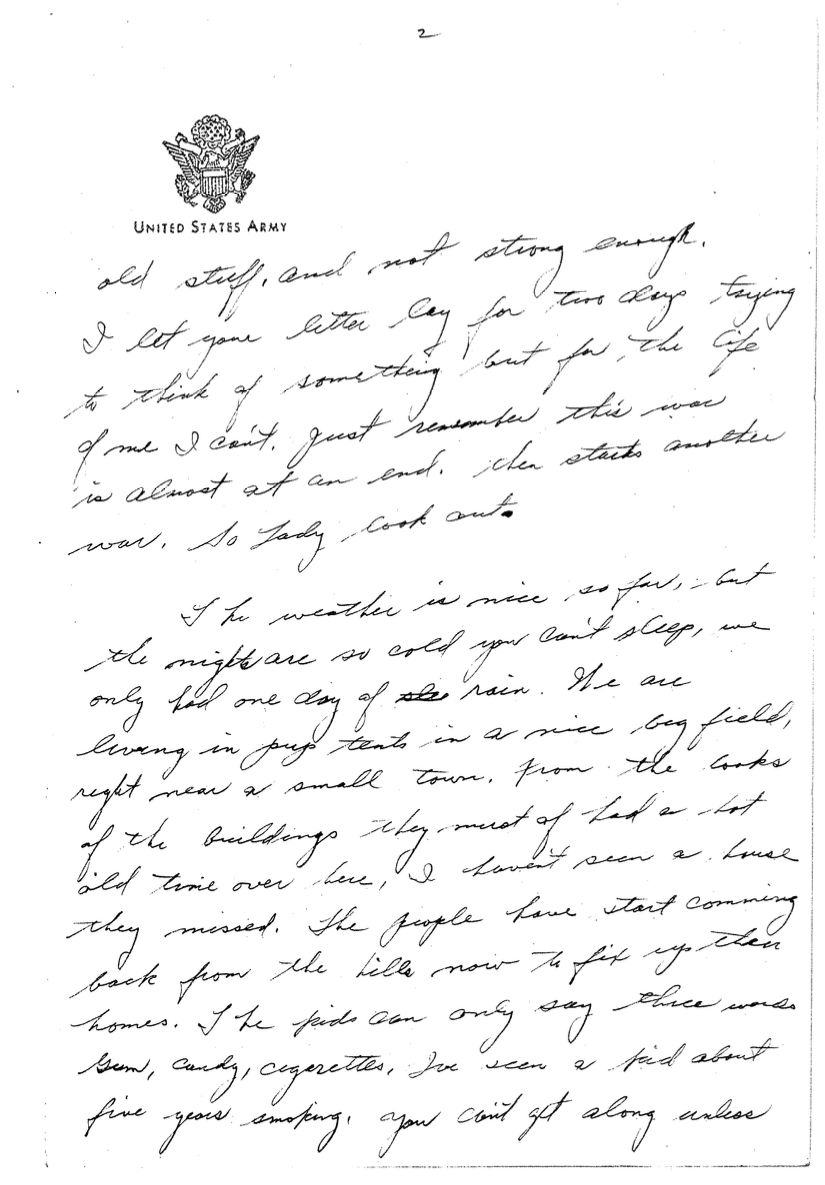 2
UNITED STATES ARMY
old stuff, and not strong enough.
I let your letter lay for two days trying
to think of something but for the life
of me I can't. Just remember this war
is almost at an end. then starts another
war. So Lady look out.
The weather is nice so far, but
the nights are so cold you can't sleep, we
only had one day of rain. We are
living in pup tents in a nice big field,
right near a small town. From the looks
of the buildings they must of had a hot
old time over here, I haven't seen a house
they missed. The people have start comming
back from the hills now to fix up their
homes. The kids can only say three words
Gum, candy, cigarettes, I've seen a kid about
five years smoking. You can't get along unless